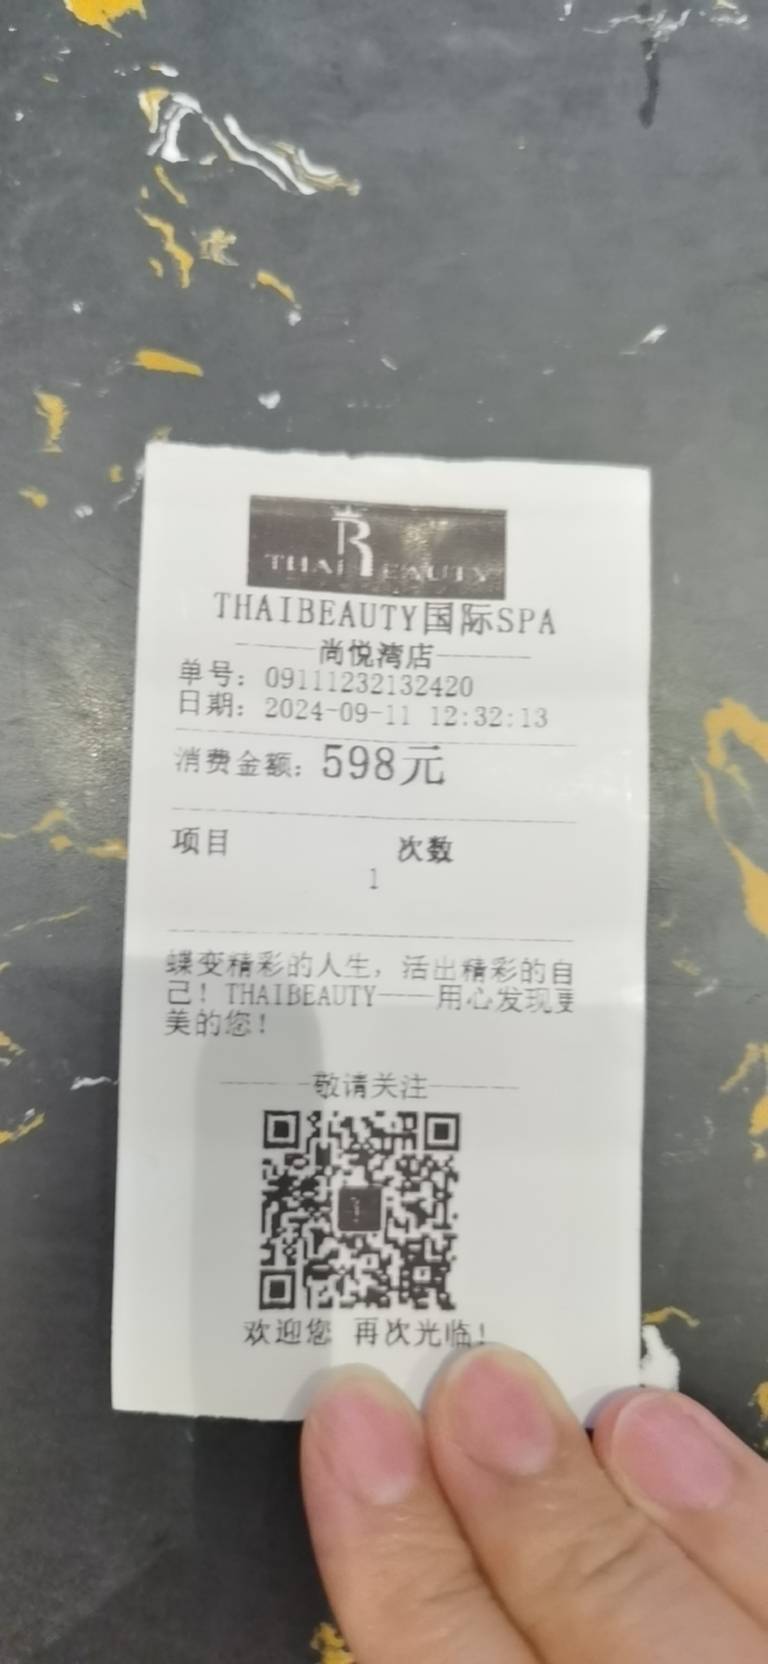 THAI BEAUTY
THAIBEAUTY国际SPA
尚悦湾店
单号: 09111232132420
日期: 2024-09-11 12:32:13
消费金额: 598元
项目 次数
1
蝶变精彩的人生, 活出精彩的自
己! THAIBEAUTY——用心发现更
美的您!
敬请关注
欢迎您 再次光临!